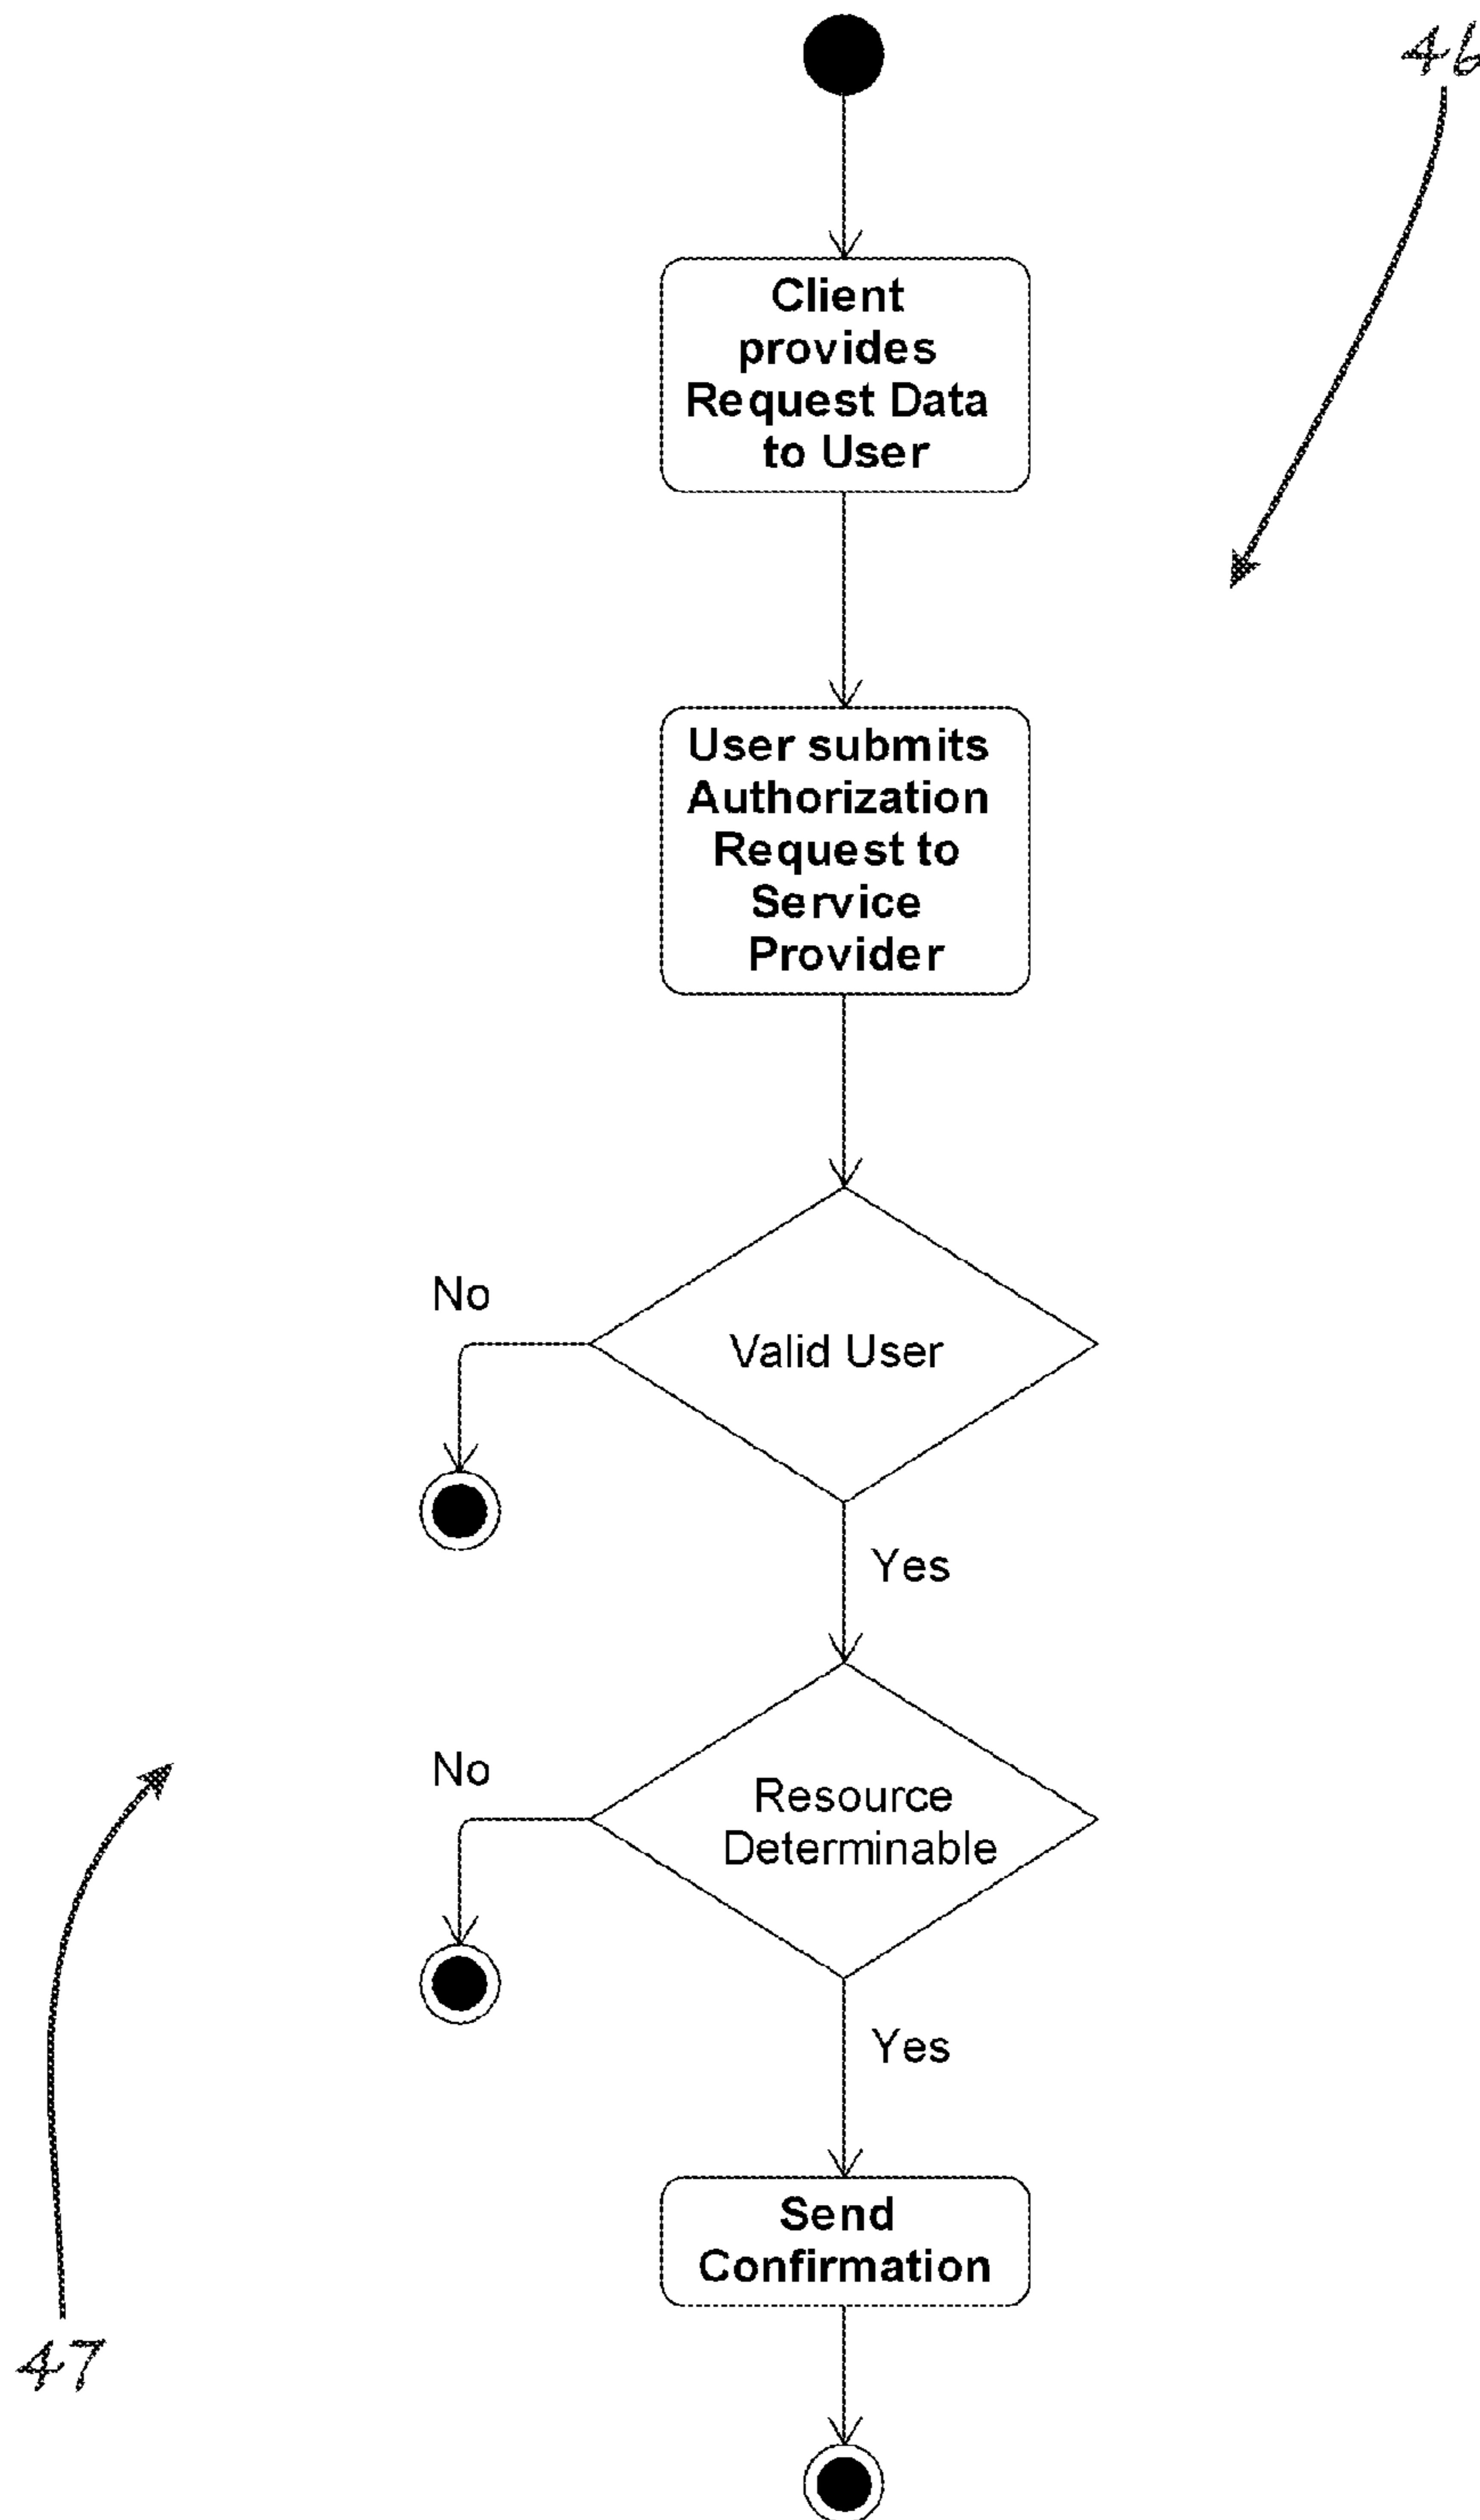 46
Client
provides
Request Data
to User
User submits
Authorization
Request to
Service
Provider
No
Valid User
Yes
No
Resource
Determinable
Yes
Send
Confirmation
47